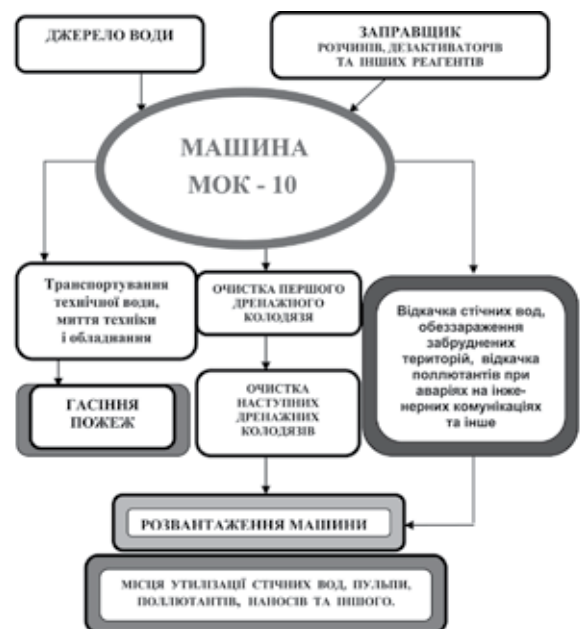 ДЖЕРЕЛО ВОДИ
ЗАПРАВЩИК
РОЗЧИНІВ, ДЕЗАКТИВАТОРІВ
ТА ІНШИХ РЕАГЕНТІВ
МАШИНА
МОК - 10
Транспортування
технічної води,
миття техніки
і обладнання
ГАСІННЯ
ПОЖЕЖ
ОЧИСТКА ПЕРШОГО
ДРЕНАЖНОГО
КОЛОДЯЗЯ
ОЧИСТКА
НАСТУПНИХ
ДРЕНАЖНИХ
КОЛОДЯЗІВ
Відкачка стічних вод,
обеззараження
забруднених
територій, відкачка
поллютантів при
аваріях на інже-
нерних комунікаціях
та інше
РОЗВАНТАЖЕННЯ МАШИНИ
МІСЦЯ УТИЛІЗАЦІЇ СТІЧНИХ ВОД, ПУЛЬПИ,
ПОЛЛЮТАНТІВ, НАНОСІВ ТА ІНШОГО.